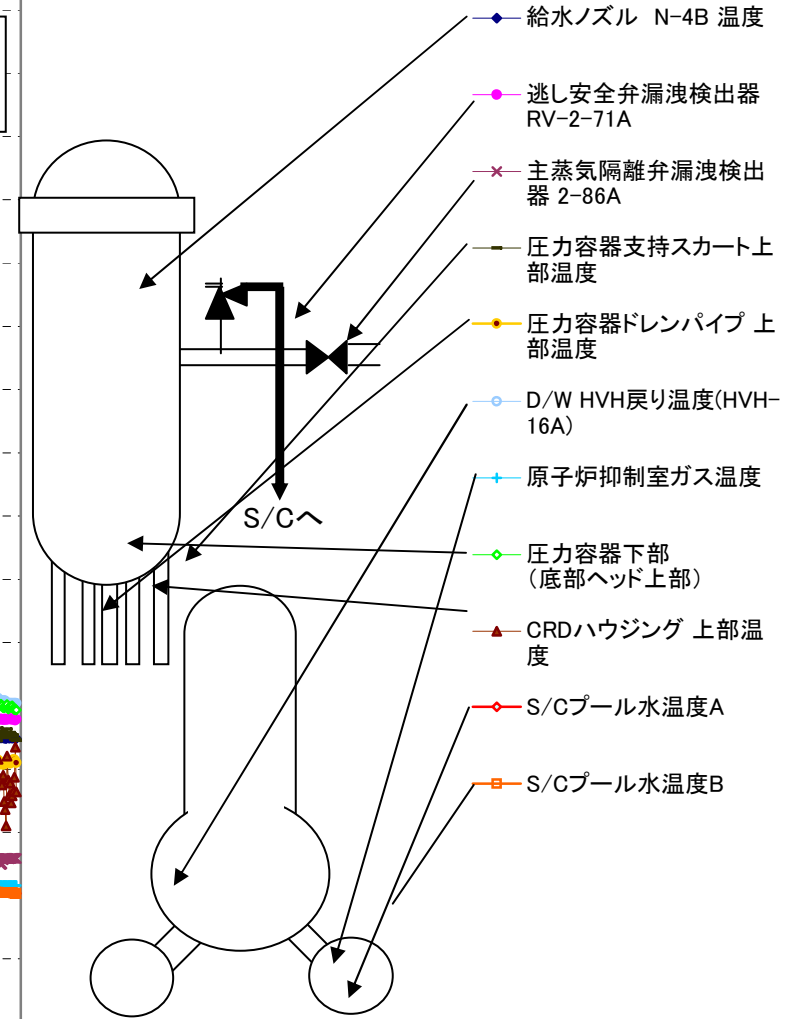 給水ノズル N-4B 温度
逃し安全弁漏洩検出器
RV-2-71A
主蒸気隔離弁漏洩検出
器 2-86A
圧力容器支持スカート上
部温度
圧力容器ドレンパイプ 上
部温度
D/W HVH戻り温度(HVH-
16A)
原子炉抑制室ガス温度
S/Cへ
圧力容器下部
(底部ヘッド上部)
CRDハウジング 上部温
度
S/Cプール水温度A
S/Cプール水温度B